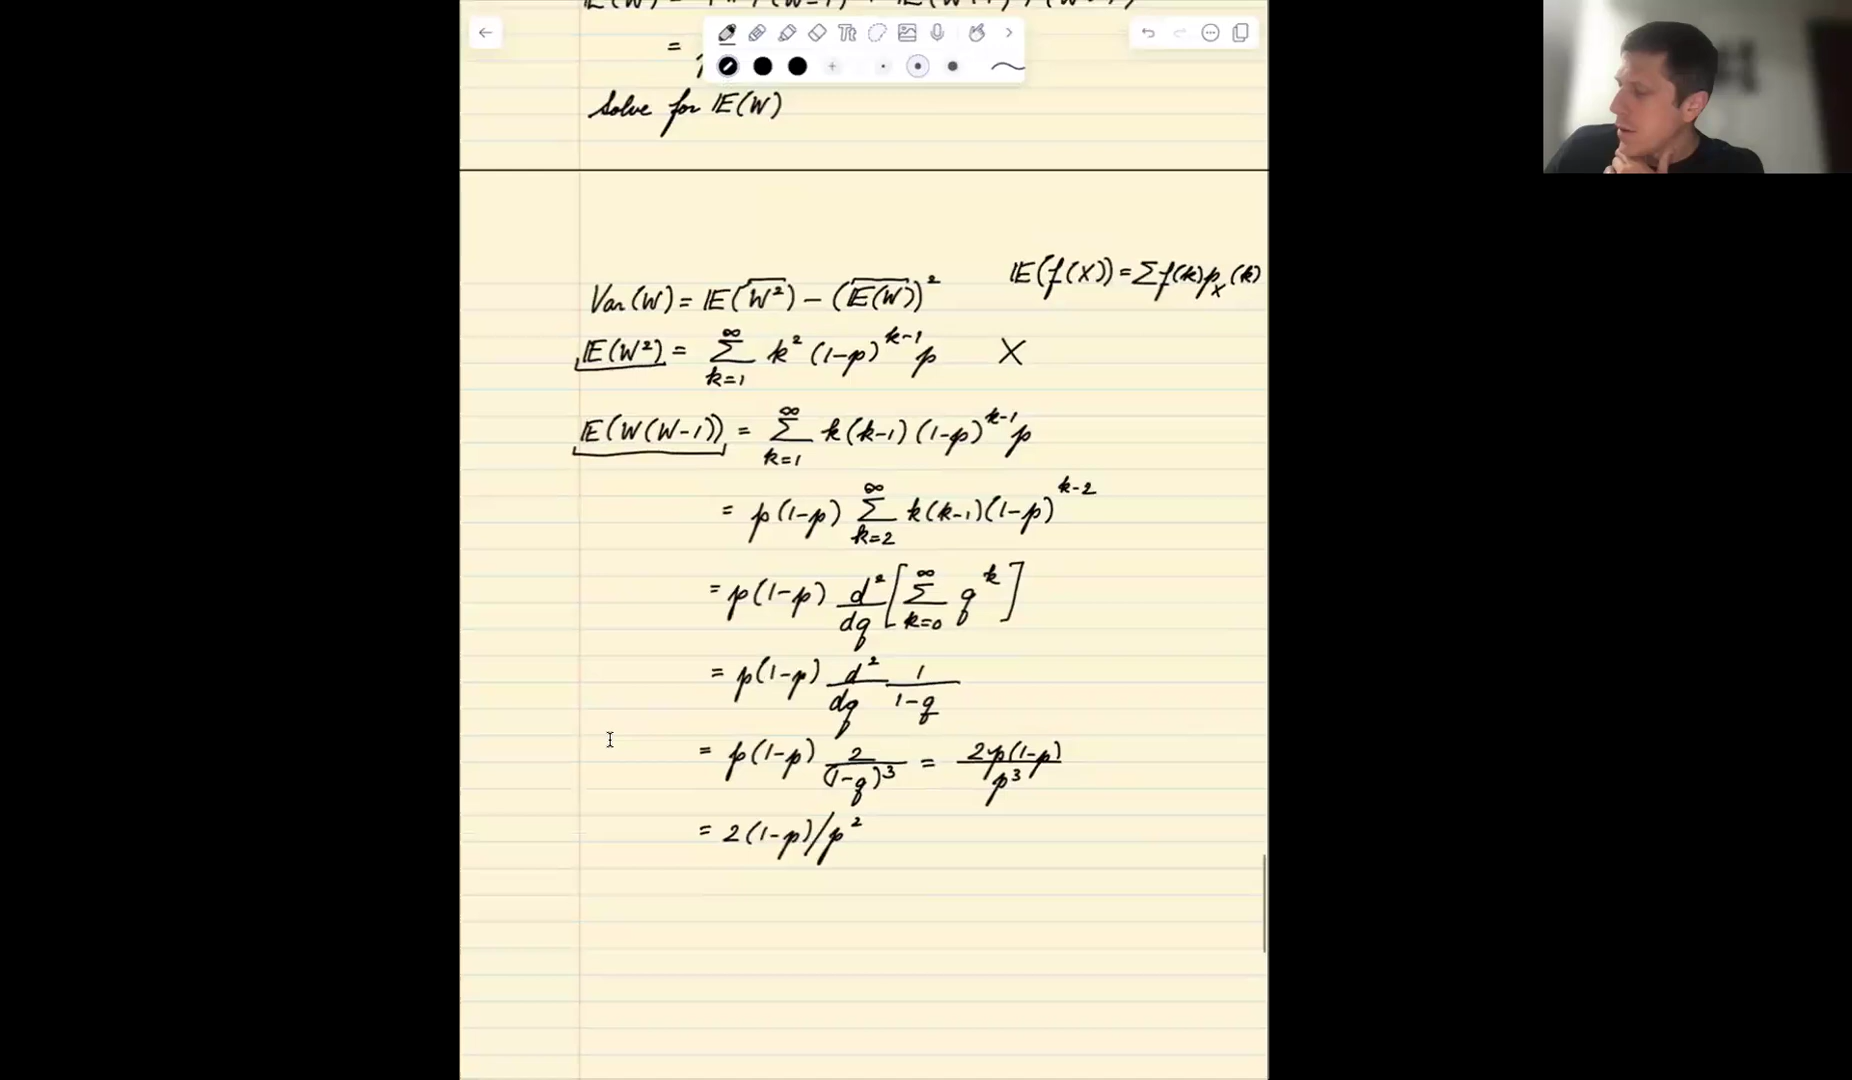 Solve for 𝔼(W)
𝔼(f(X)) = Σ f(k) p_X(k)
Var(W) = 𝔼(W²) − (𝔼(W))²
𝔼(W²) = Σ_{k=1}^{∞} k² (1-p)^{k-1} p X
𝔼(W(W-1)) = Σ_{k=1}^{∞} k(k-1) (1-p)^{k-1} p
= p(1-p) Σ_{k=2}^{∞} k(k-1)(1-p)^{k-2}
= p(1-p) d²/dq [Σ_{k=0}^{∞} q^k]
= p(1-p) d²/dq 1/(1-q)
= p(1-p) 2/(1-q)³ = 2p(1-p)/p³
= 2(1-p)/p²